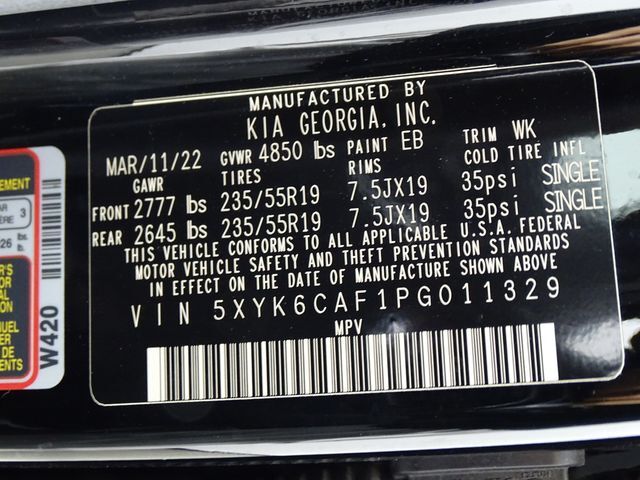 MANUFACTURED BY
KIA GEORGIA, INC.
MAR/11/22 GVWR 4850 lbs PAINT EB TRIM WK
GAWR TIRES RIMS COLD TIRE INFL
FRONT 2777 lbs 235/55R19 7.5JX19 35psi SINGLE
REAR 2645 lbs 235/55R19 7.5JX19 35psi SINGLE
THIS VEHICLE CONFORMS TO ALL APPLICABLE U.S.A. FEDERAL
MOTOR VEHICLE SAFETY AND THEFT PREVENTION STANDARDS
IN EFFECT ON THE DATE OF MANUFACTURE SHOWN ABOVE
VIN 5XYK6CAF1PG011329
MPV
W420
3
26 lbs